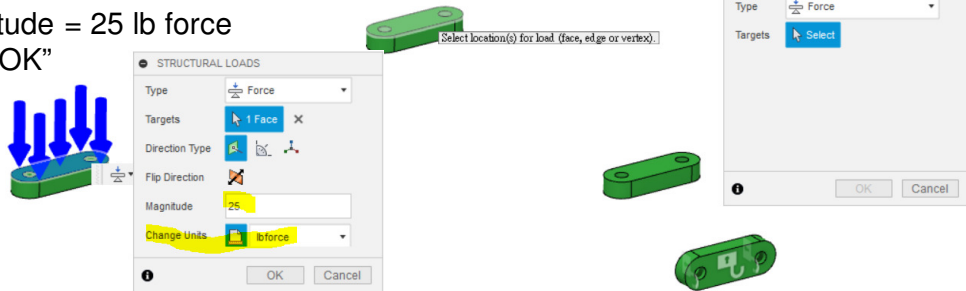 tude = 25 lb force
OK”
Select location(s) for load (face, edge or vertex).
STRUCTURAL LOADS
Type Force
Targets 1 Face
Direction Type
Flip Direction
Magnitude 25
Change Units lbforce
OK Cancel
Type Force
Targets Select
OK Cancel